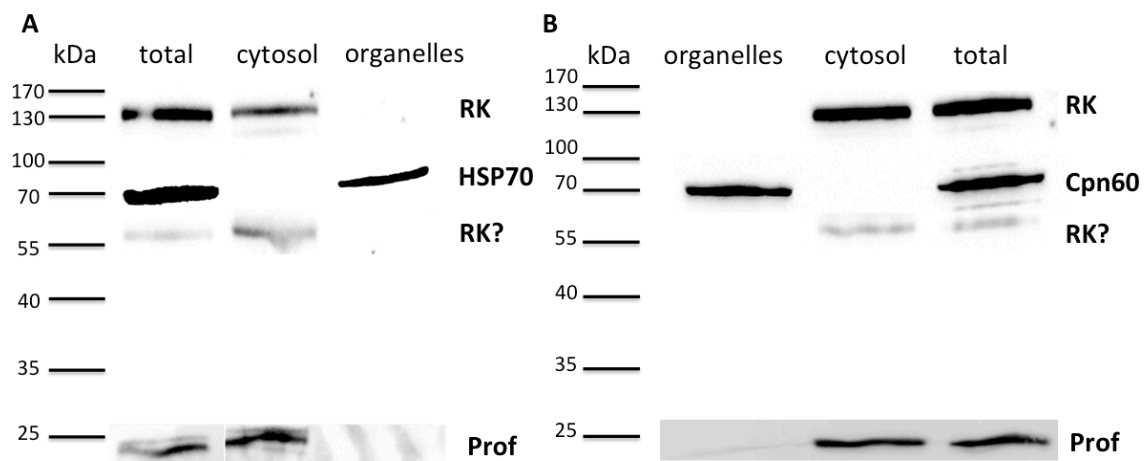 A
kDa total cytosol organelles
170
130
100
70
55
40
35
25
RK
HSP70
RK?
Prof
B
kDa organelles cytosol total
170
130
100
70
55
40
35
25
RK
Cpn60
RK?
Prof